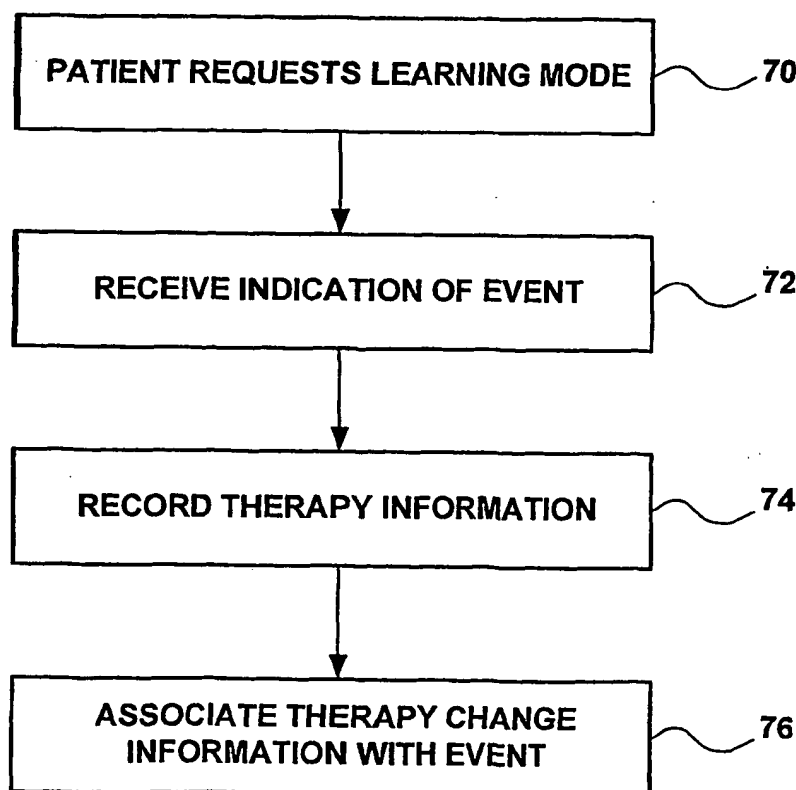 PATIENT REQUESTS LEARNING MODE
70
RECEIVE INDICATION OF EVENT
72
RECORD THERAPY INFORMATION
74
ASSOCIATE THERAPY CHANGE
INFORMATION WITH EVENT
76